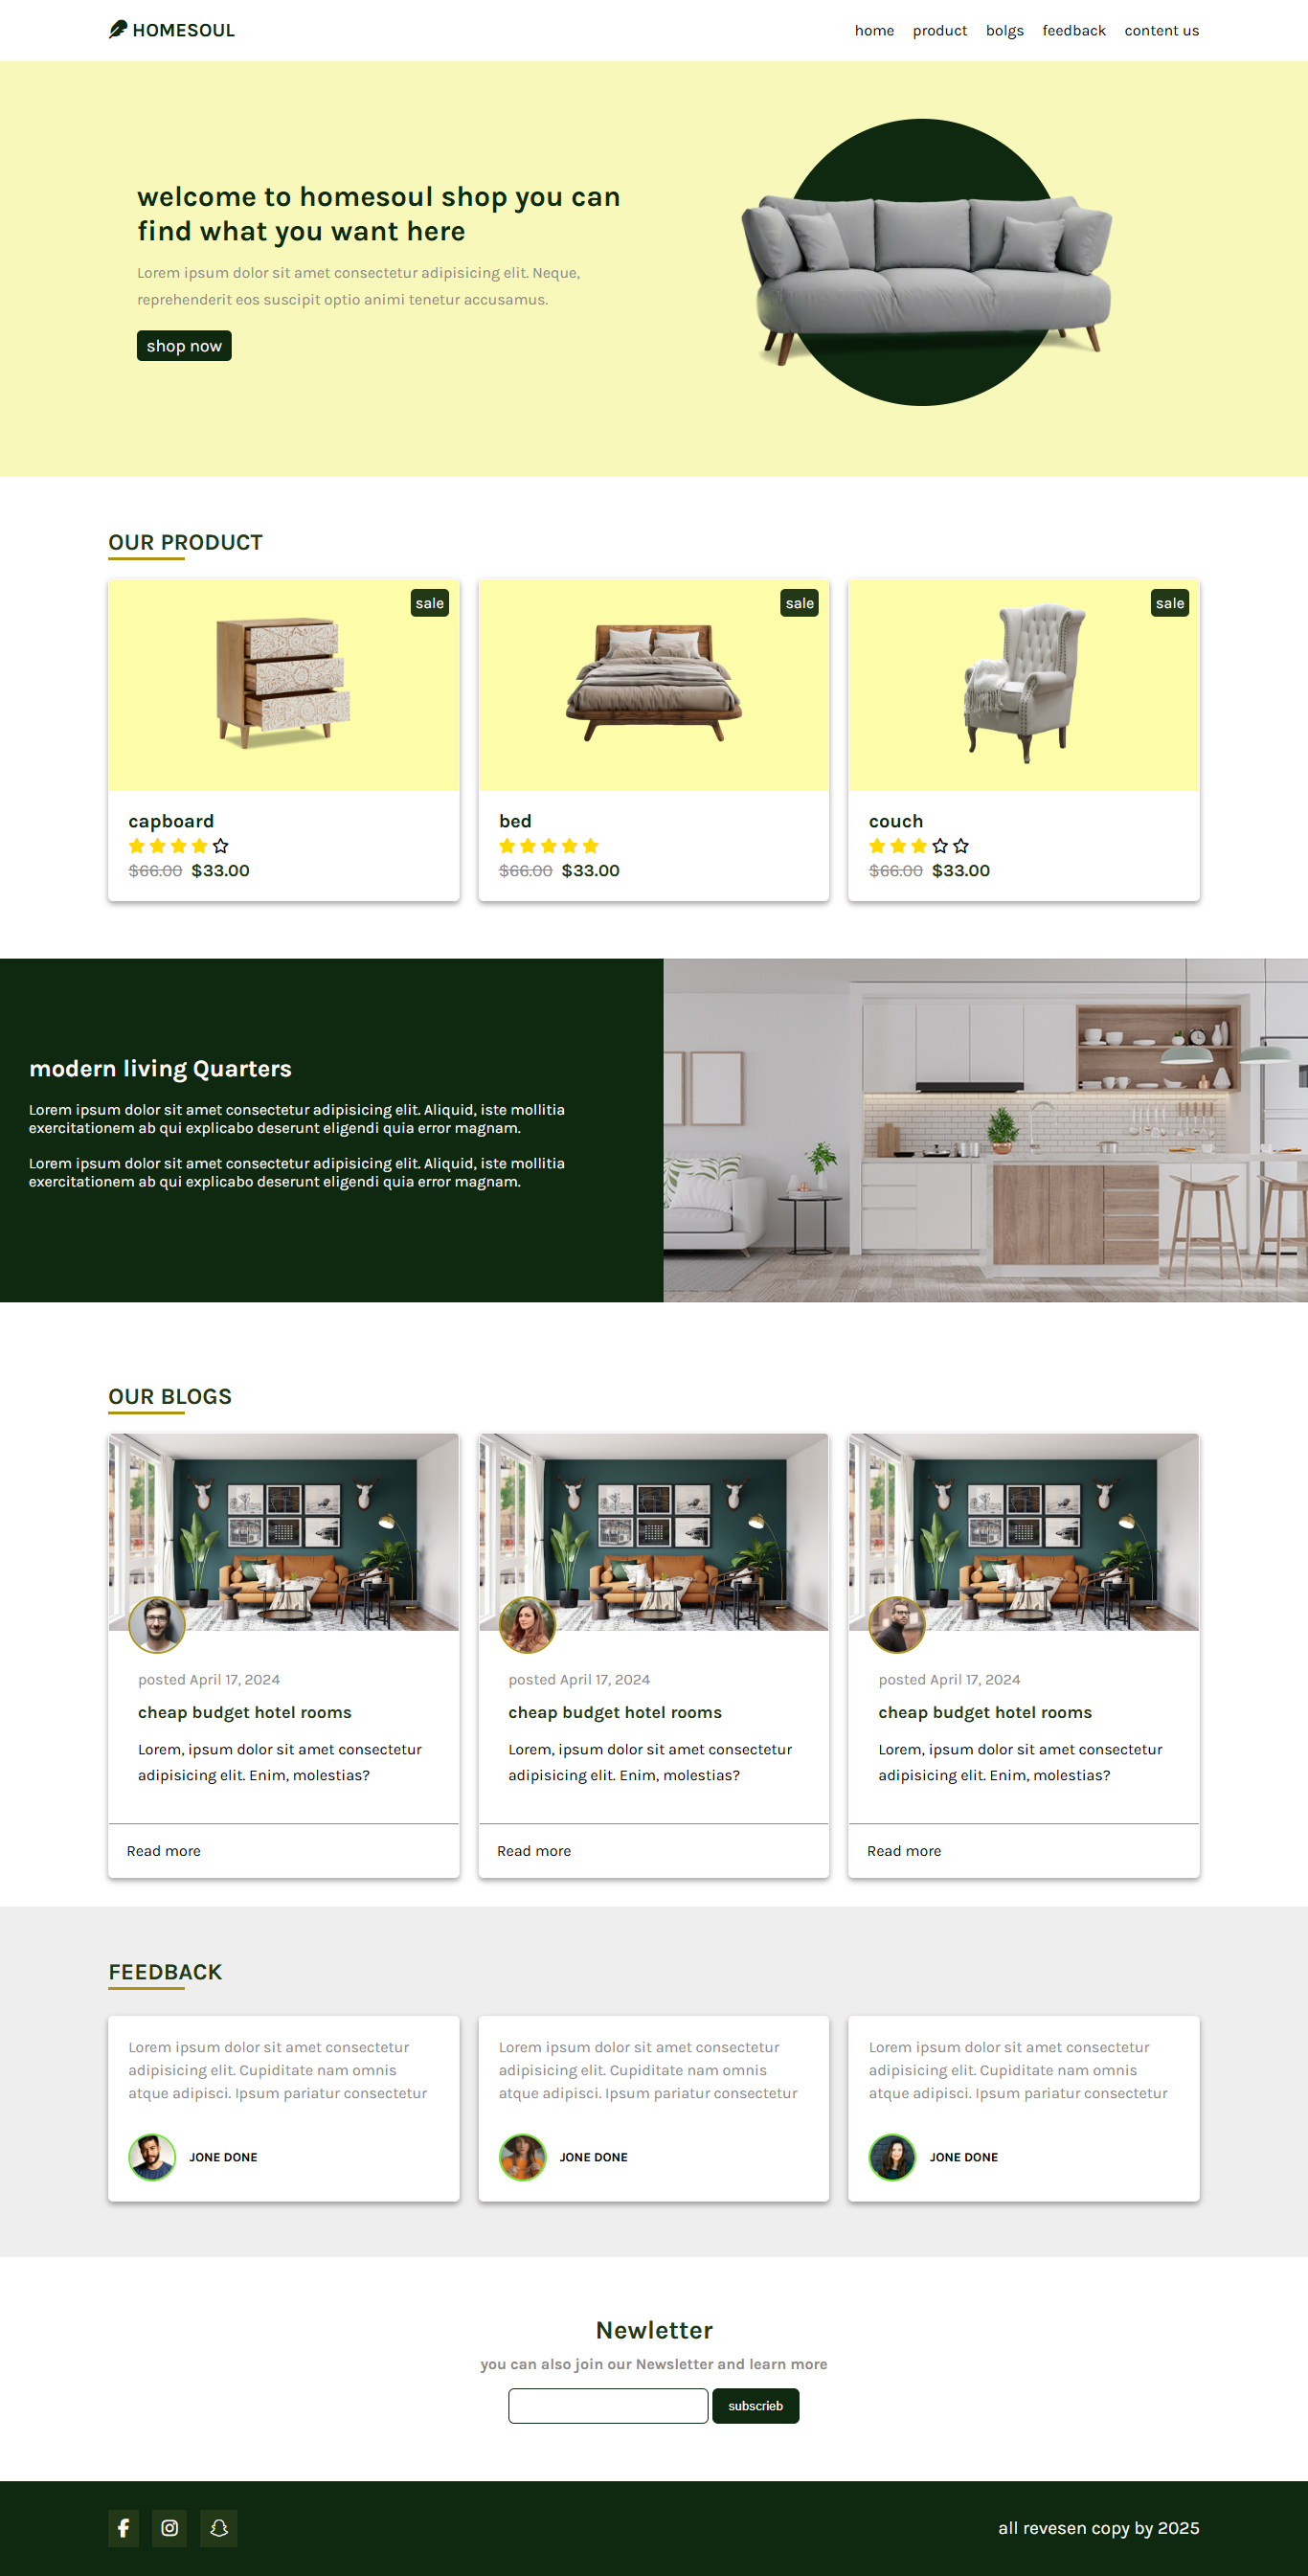 HOMESOUL
home product bolgs feedback content us
welcome to homesoul shop you can
find what you want here
Lorem ipsum dolor sit amet consectetur adipisicing elit. Neque,
reprehenderit eos suscipit optio animi tenetur accusamus.
shop now
OUR PRODUCT
sale
capboard
$66.00 $33.00
sale
bed
$66.00 $33.00
sale
couch
$66.00 $33.00
modern living Quarters
Lorem ipsum dolor sit amet consectetur adipisicing elit. Aliquid, iste mollitia
exercitationem ab qui explicabo deserunt eligendi quia error magnam.
Lorem ipsum dolor sit amet consectetur adipisicing elit. Aliquid, iste mollitia
exercitationem ab qui explicabo deserunt eligendi quia error magnam.
OUR BLOGS
posted April 17, 2024
cheap budget hotel rooms
Lorem, ipsum dolor sit amet consectetur
adipisicing elit. Enim, molestias?
Read more
posted April 17, 2024
cheap budget hotel rooms
Lorem, ipsum dolor sit amet consectetur
adipisicing elit. Enim, molestias?
Read more
posted April 17, 2024
cheap budget hotel rooms
Lorem, ipsum dolor sit amet consectetur
adipisicing elit. Enim, molestias?
Read more
FEEDBACK
Lorem ipsum dolor sit amet consectetur
adipisicing elit. Cupiditate nam omnis
atque adipisci. Ipsum pariatur consectetur
JONE DONE
Lorem ipsum dolor sit amet consectetur
adipisicing elit. Cupiditate nam omnis
atque adipisci. Ipsum pariatur consectetur
JONE DONE
Lorem ipsum dolor sit amet consectetur
adipisicing elit. Cupiditate nam omnis
atque adipisci. Ipsum pariatur consectetur
JONE DONE
Newletter
you can also join our Newsletter and learn more
subscrieb
all revesen copy by 2025